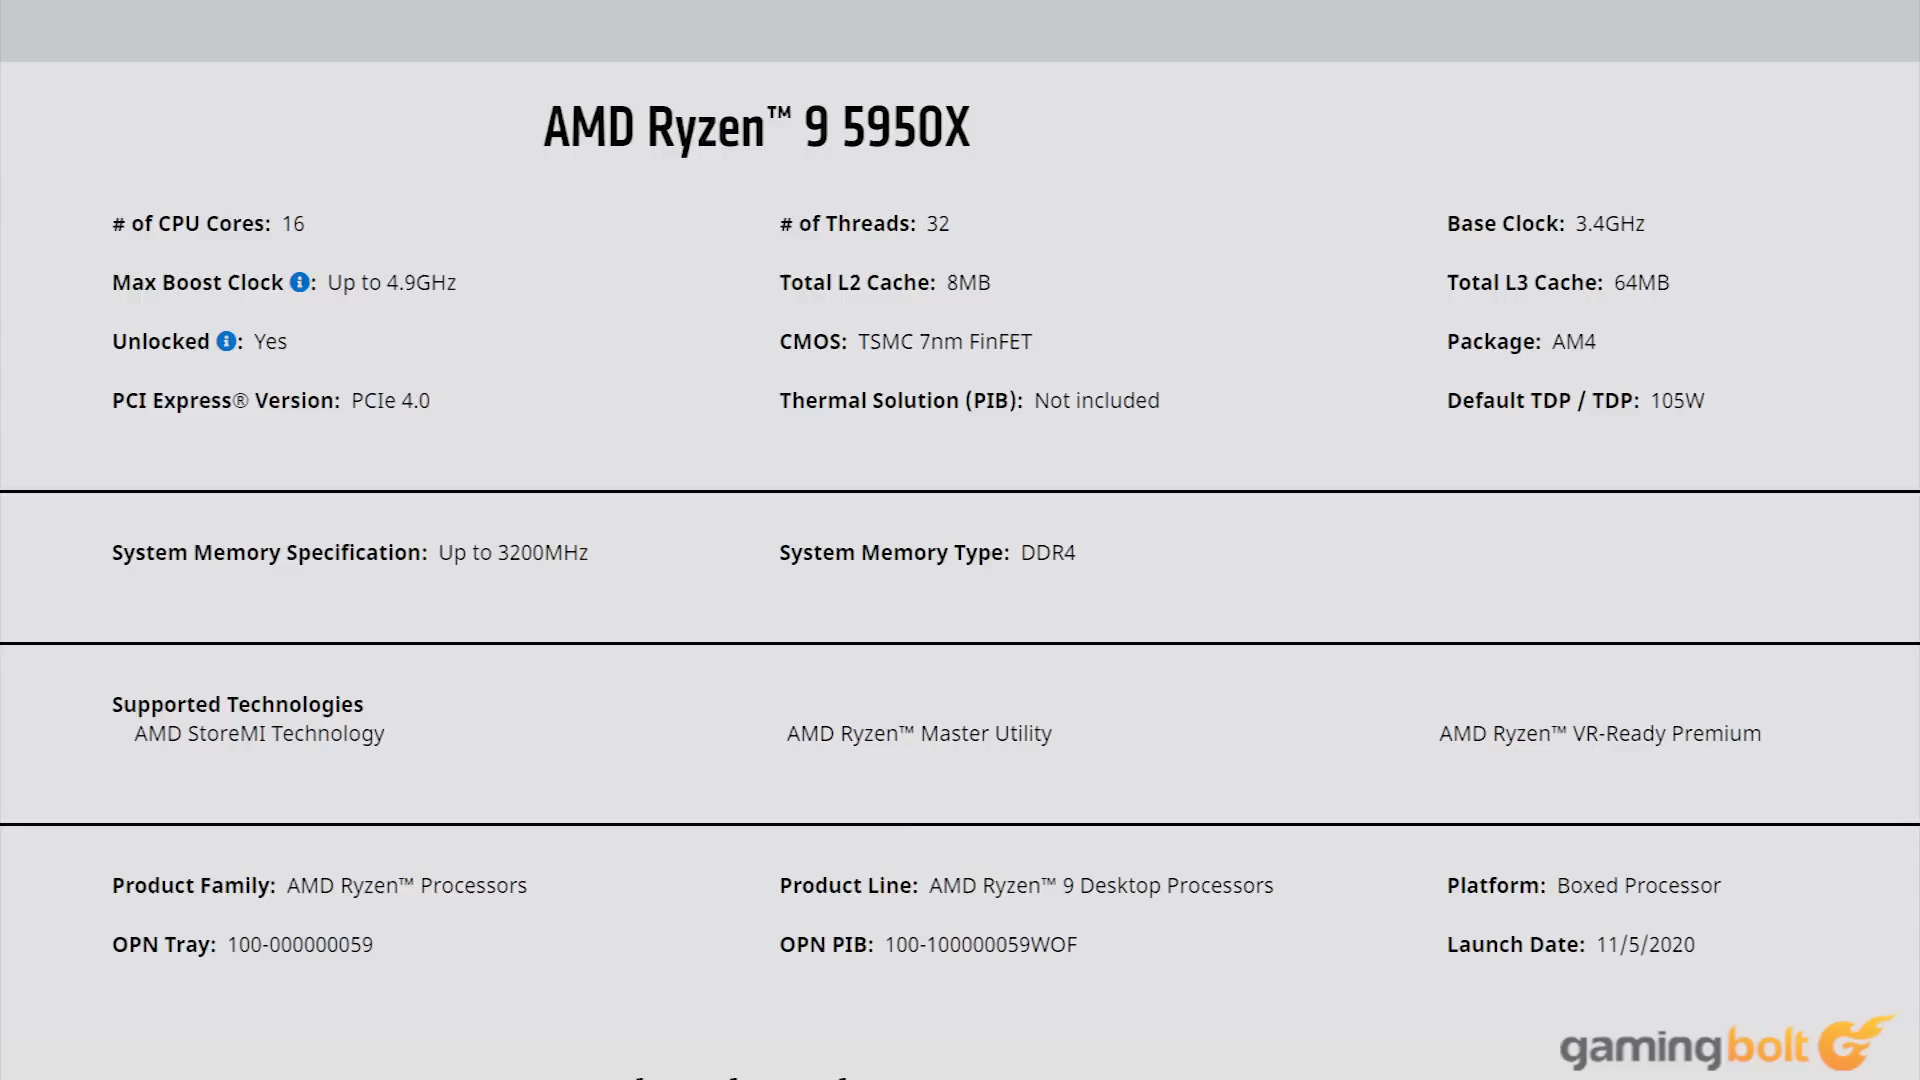 AMD Ryzen™ 9 5950X
# of CPU Cores: 16
# of Threads: 32
Base Clock: 3.4GHz
Max Boost Clock : Up to 4.9GHz
Total L2 Cache: 8MB
Total L3 Cache: 64MB
Unlocked : Yes
CMOS: TSMC 7nm FinFET
Package: AM4
PCI Express® Version: PCIe 4.0
Thermal Solution (PIB): Not included
Default TDP / TDP: 105W
System Memory Specification: Up to 3200MHz
System Memory Type: DDR4
Supported Technologies
AMD StoreMI Technology
AMD Ryzen™ Master Utility
AMD Ryzen™ VR-Ready Premium
Product Family: AMD Ryzen™ Processors
Product Line: AMD Ryzen™ 9 Desktop Processors
Platform: Boxed Processor
OPN Tray: 100-000000059
OPN PIB: 100-100000059WOF
Launch Date: 11/5/2020
gamingbolt